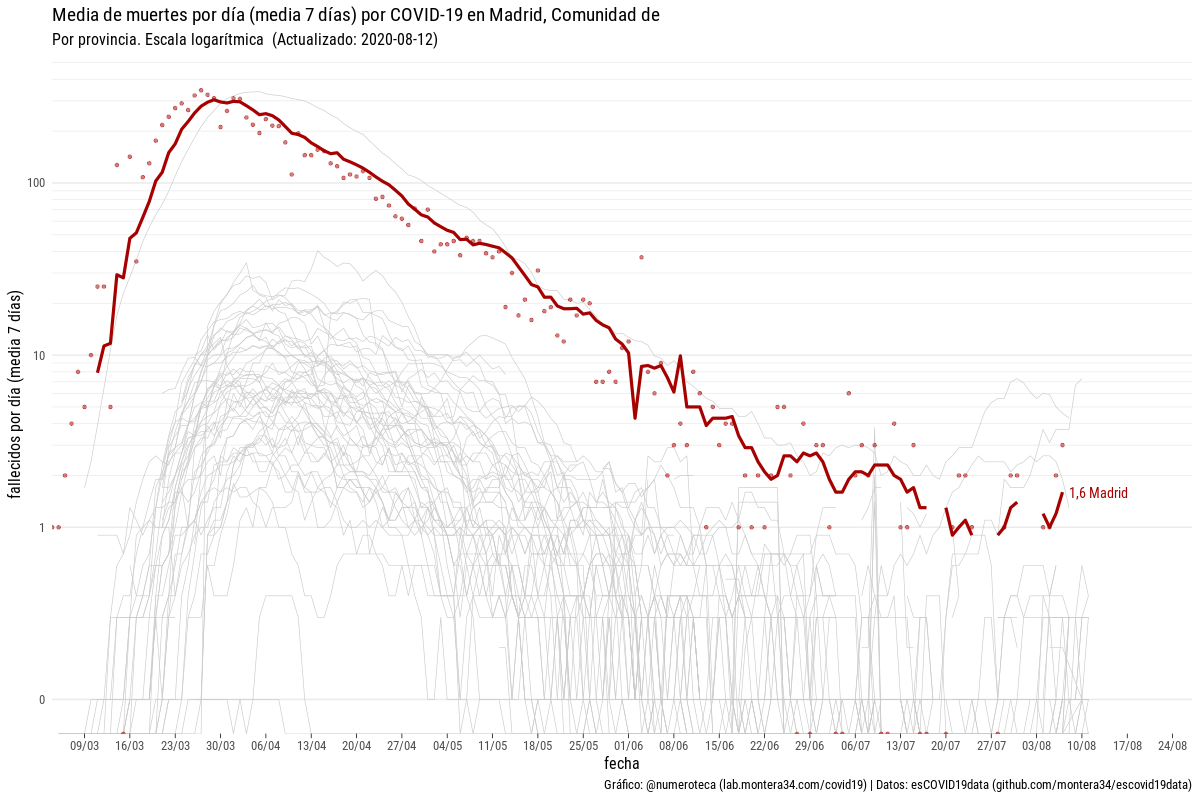 Media de muertes por día (media 7 días) por COVID-19 en Madrid, Comunidad de
Por provincia. Escala logarítmica (Actualizado: 2020-08-12)
fallecidos por día (media 7 días)
100
10
1
0
1,6 Madrid
09/03 16/03 23/03 30/03 06/04 13/04 20/04 27/04 04/05 11/05 18/05 25/05 01/06 08/06 15/06 22/06 29/06 06/07 13/07 20/07 27/07 03/08 10/08 17/08 24/08
fecha
Gráfico: @numeroteca (lab.montera34.com/covid19) | Datos: esCOVID19data (github.com/montera34/escovid19data)